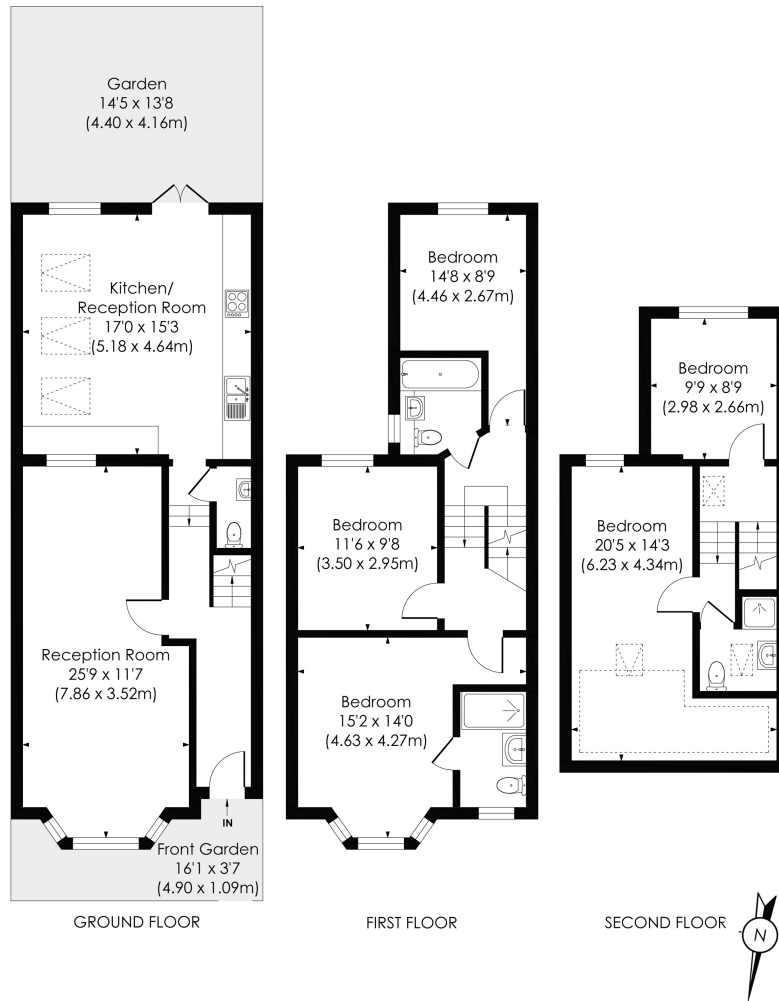 Garden
14'5 x 13'8
(4.40 x 4.16m)
Kitchen/
Reception Room
17'0 x 15'3
(5.18 x 4.64m)
Reception Room
25'9 x 11'7
(7.86 x 3.52m)
IN
Front Garden
16'1 x 3'7
(4.90 x 1.09m)
GROUND FLOOR
Bedroom
14'8 x 8'9
(4.46 x 2.67m)
Bedroom
11'6 x 9'8
(3.50 x 2.95m)
Bedroom
15'2 x 14'0
(4.63 x 4.27m)
FIRST FLOOR
Bedroom
9'9 x 8'9
(2.98 x 2.66m)
Bedroom
20'5 x 14'3
(6.23 x 4.34m)
SECOND FLOOR
N